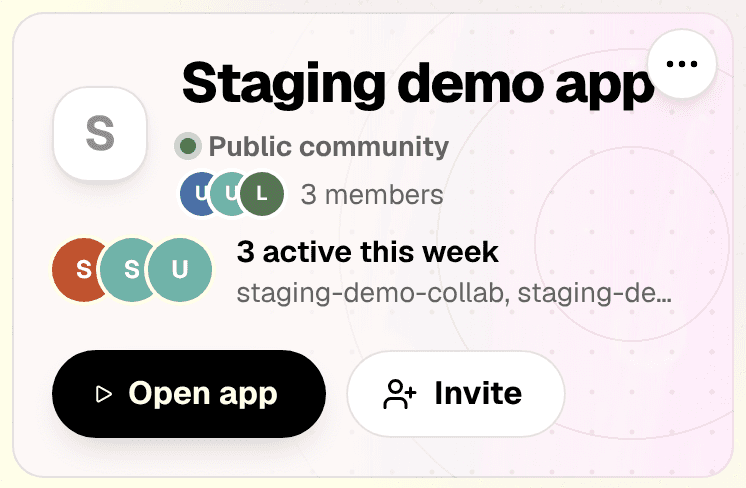 Staging demo app
S
Public community
U U L 3 members
S S U
3 active this week
staging-demo-collab, staging-de...
Open app
Invite